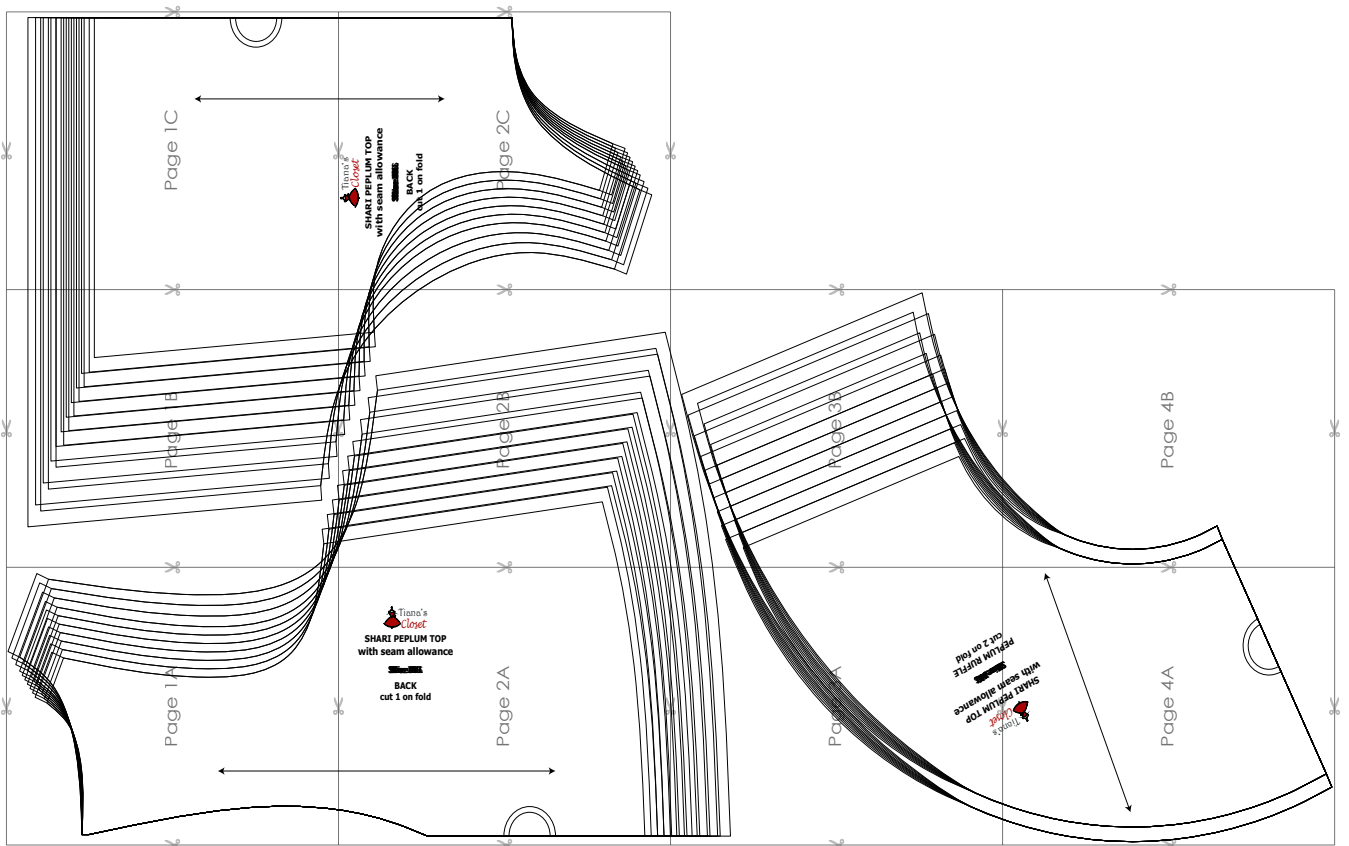 Page 1C
Page 2C
Tiana's
Closet
SHARI PEPLUM TOP
with seam allowance
BACK
cut 1 on fold
Page 1B
Page 2B
Page 3B
Page 4B
Tiana's
Closet
SHARI PEPLUM TOP
with seam allowance
BACK
cut 1 on fold
Page 1A
Page 2A
Page 3A
Page 4A
Tiana's
Closet
SHARI PEPLUM TOP
with seam allowance
PEPLUM RUFFLE
cut 2 on fold